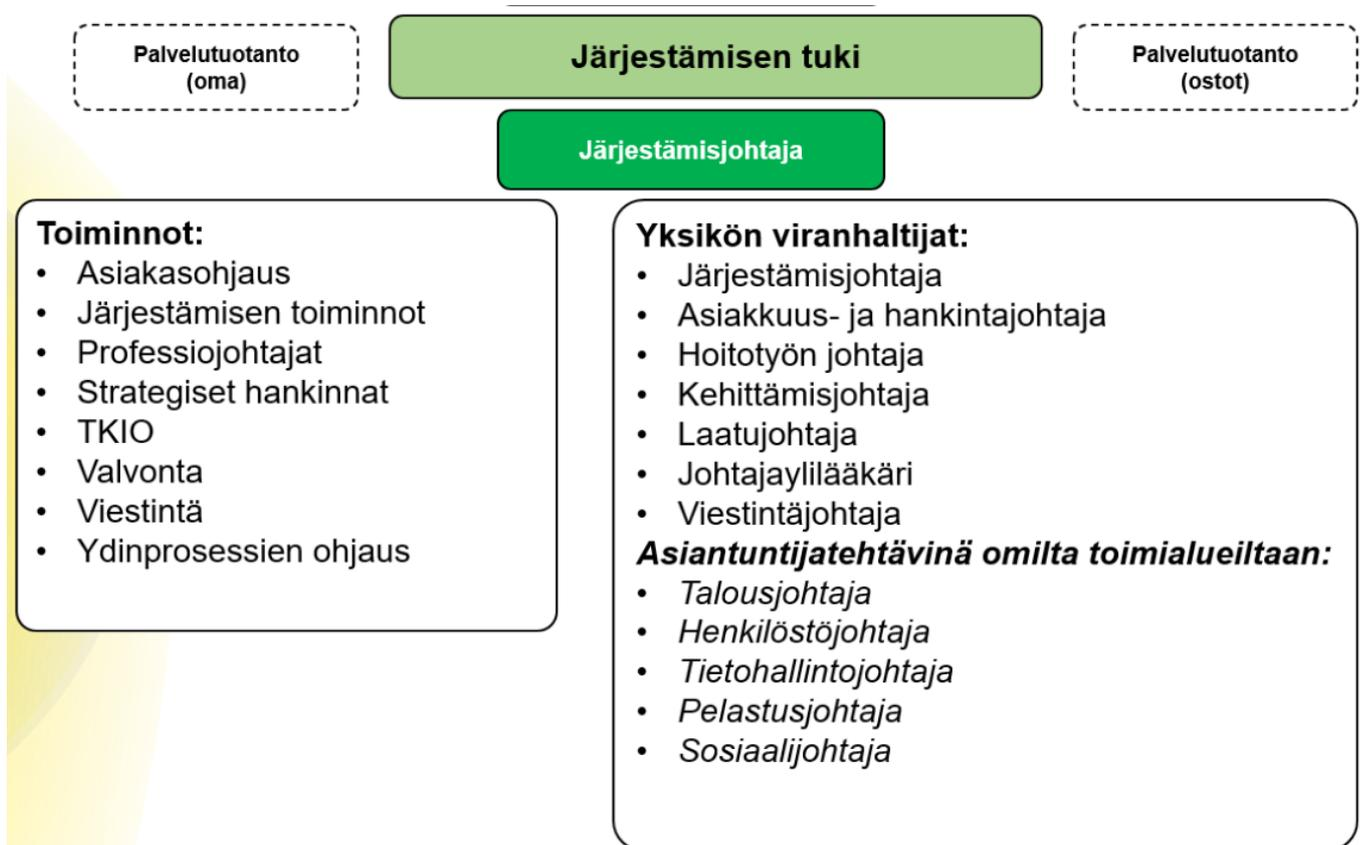 Palvelutuotanto
(oma)
Järjestämisen tuki
Palvelutuotanto
(ostot)
Järjestämisjohtaja
Toiminnot:
• Asiakasohjaus
• Järjestämisen toiminnot
• Professiojohtajat
• Strategiset hankinnat
• TKIO
• Valvonta
• Viestintä
• Ydinprosessien ohjaus
Yksikön viranhaltijat:
• Järjestämisjohtaja
• Asiakkuus- ja hankintajohtaja
• Hoitotyön johtaja
• Kehittämisjohtaja
• Laatujohtaja
• Johtajaylilääkäri
• Viestintäjohtaja
Asiantuntijatehtävinä omilta toimialueiltaan:
• Talousjohtaja
• Henkilöstöjohtaja
• Tietohallintojohtaja
• Pelastusjohtaja
• Sosiaalijohtaja